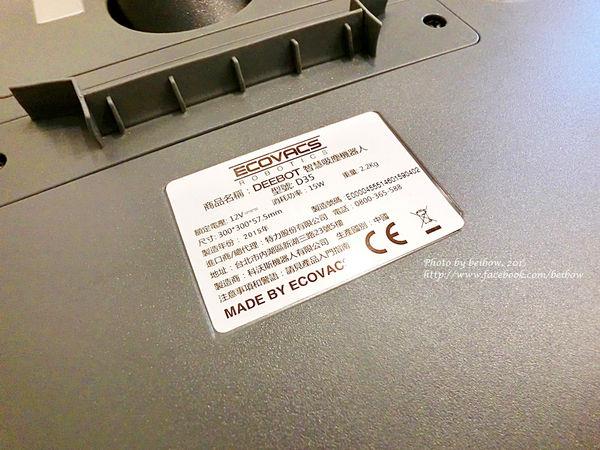 ECOVACS
ROBOTICS
商品名稱: DEEBOT 智慧吸塵機器人
型號: D35
額定電壓: 12V 消耗功率: 15W 重量: 2.2Kg
尺寸: 300*300*57.5mm
製造年份: 2015年 製造號碼: E0000455514601590402
進口商/總代理: 特力股份有限公司 電話: 0800-365-588
地址: 台北市內湖區新湖三路23號5樓
製造商: 科沃斯機器人有限公司 生產國別: 中國
注意事項和警語: 請見產品入門指南
MADE BY ECOVACS
CE
Photo by beibow, 201
http://www.facebook.com/beibow